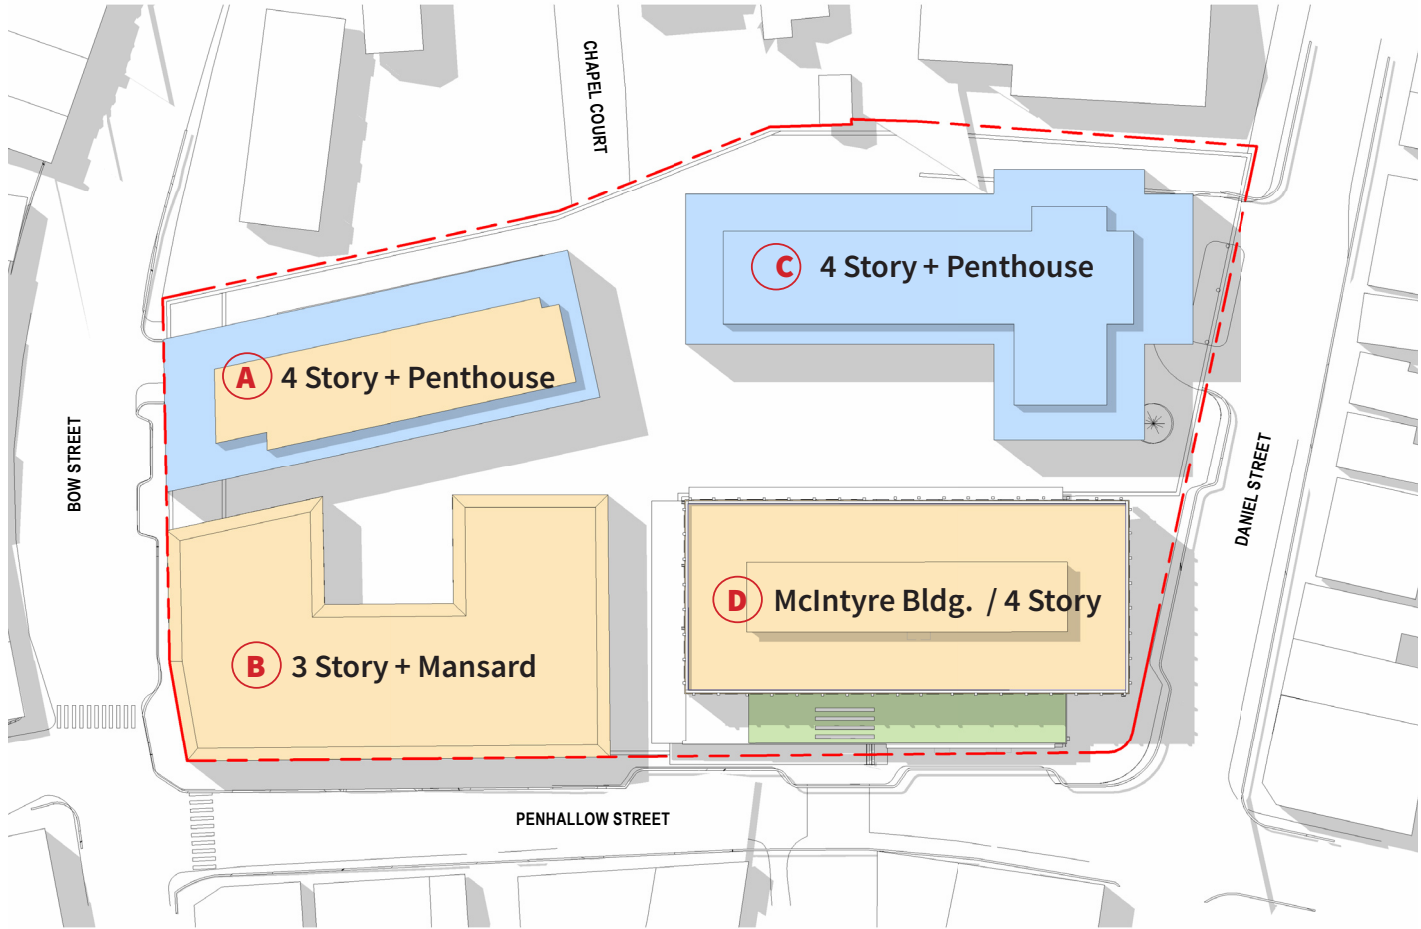 CHAPEL COURT
C 4 Story + Penthouse
A 4 Story + Penthouse
BOW STREET
DANIEL STREET
D McIntyre Bldg. / 4 Story
B 3 Story + Mansard
PENHALLOW STREET